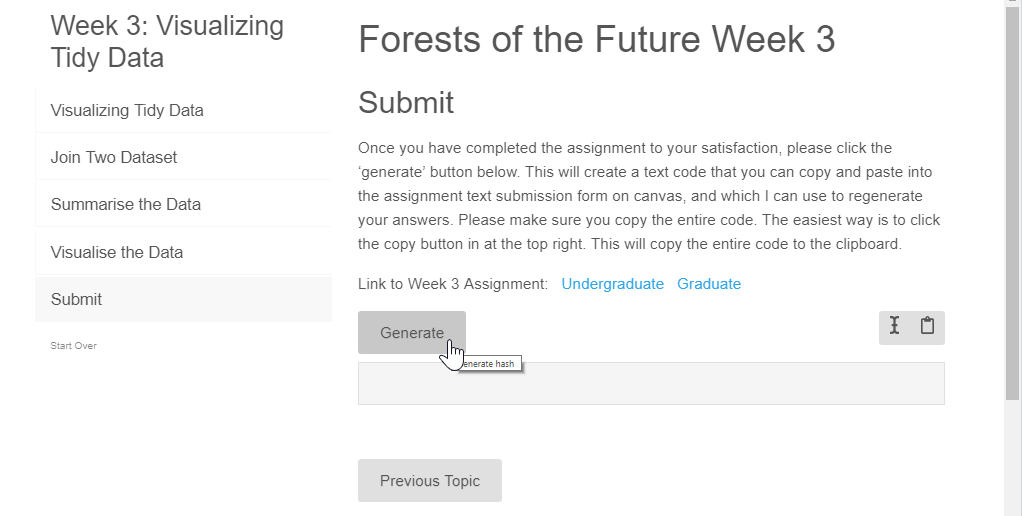 Week 3: Visualizing
Tidy Data
Visualizing Tidy Data
Join Two Dataset
Summarise the Data
Visualise the Data
Submit
Start Over
Forests of the Future Week 3
Submit
Once you have completed the assignment to your satisfaction, please click the
‘generate’ button below. This will create a text code that you can copy and paste into
the assignment text submission form on canvas, and which I can use to regenerate
your answers. Please make sure you copy the entire code. The easiest way is to click
the copy button in at the top right. This will copy the entire code to the clipboard.
Link to Week 3 Assignment: Undergraduate Graduate
Generate
enerate hash
Previous Topic